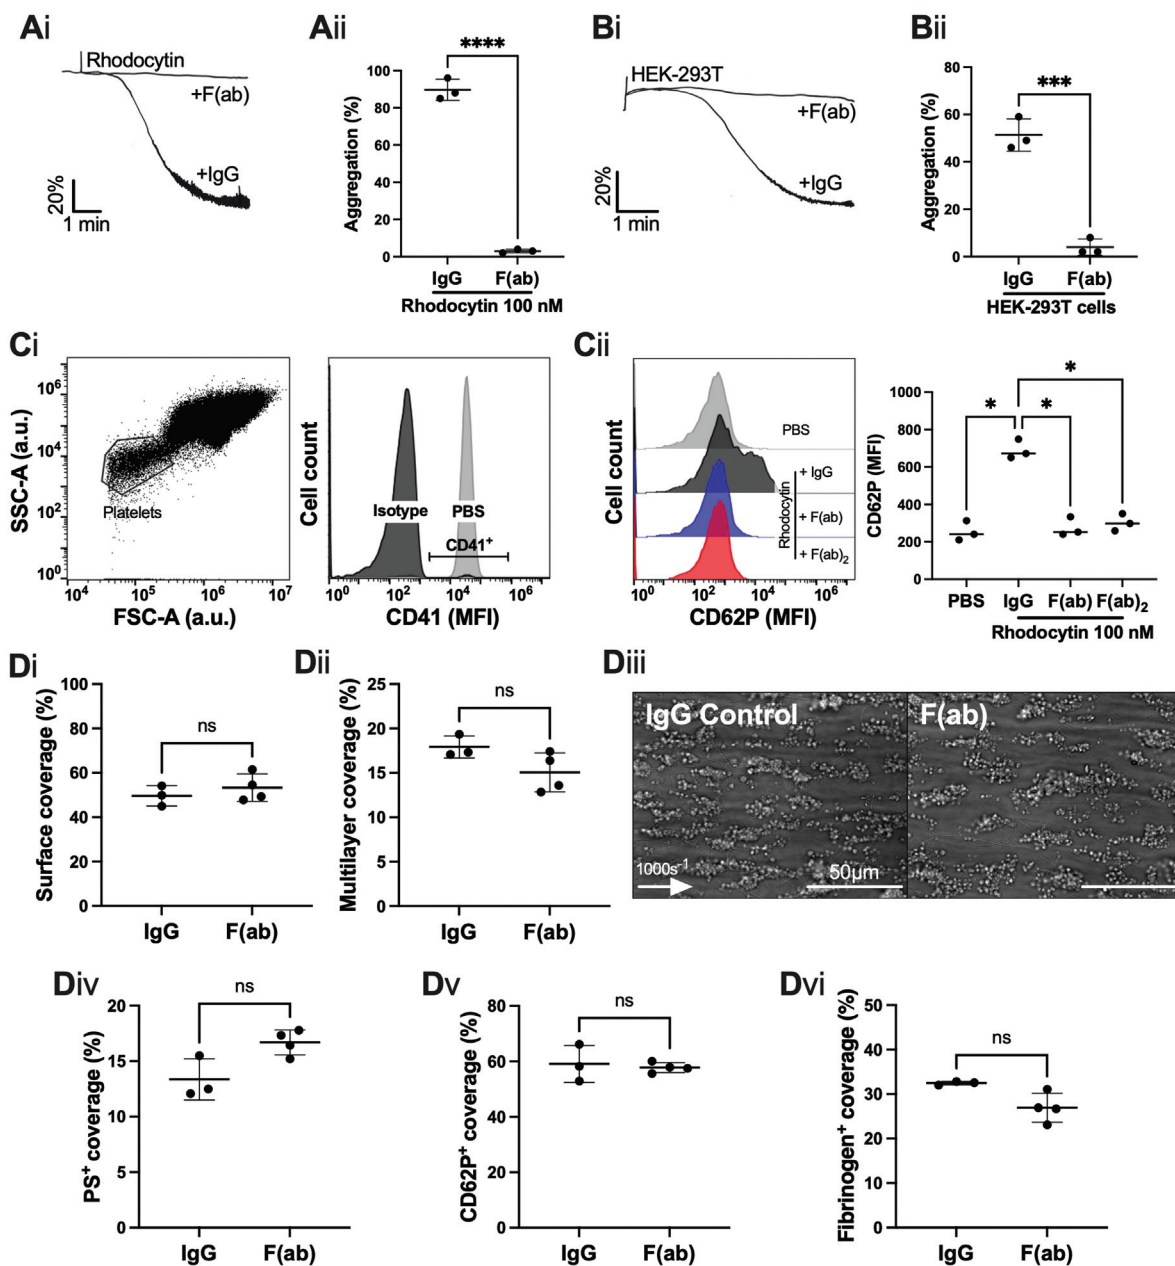 Ai
Rhodocytin
+F(ab)
+IgG
20%
1 min
Aii
****
Aggregation (%)
100
80
60
40
20
0
IgG F(ab)
Rhodocytin 100 nM
Bi
HEK-293T
+F(ab)
+IgG
20%
1 min
Bii
***
Aggregation (%)
80
60
40
20
0
IgG F(ab)
HEK-293T cells
Ci
SSC-A (a.u.)
10⁶
10⁴
10²
10⁰
Platelets
10⁴ 10⁵ 10⁶ 10⁷
FSC-A (a.u.)
Cell count
Isotype
PBS
CD41⁺
10⁰ 10² 10⁴ 10⁶
CD41 (MFI)
Cii
Cell count
PBS
+ IgG
+ F(ab)
+ F(ab)₂
Rhodocytin
10⁰ 10² 10⁴ 10⁶
CD62P (MFI)
CD62P (MFI)
1000
800
600
400
200
0
*
* *
PBS IgG F(ab) F(ab)₂
Rhodocytin 100 nM
Di
Surface coverage (%)
100
80
60
40
20
0
ns
IgG F(ab)
Dii
Multilayer coverage (%)
25
20
15
10
5
0
ns
IgG F(ab)
Diii
IgG Control
F(ab)
1000s⁻¹
50μm
Div
PS⁺ coverage (%)
20
15
10
5
0
ns
IgG F(ab)
Dv
CD62P⁺ coverage (%)
80
60
40
20
0
ns
IgG F(ab)
Dvi
Fibrinogen⁺ coverage (%)
50
40
30
20
10
0
ns
IgG F(ab)